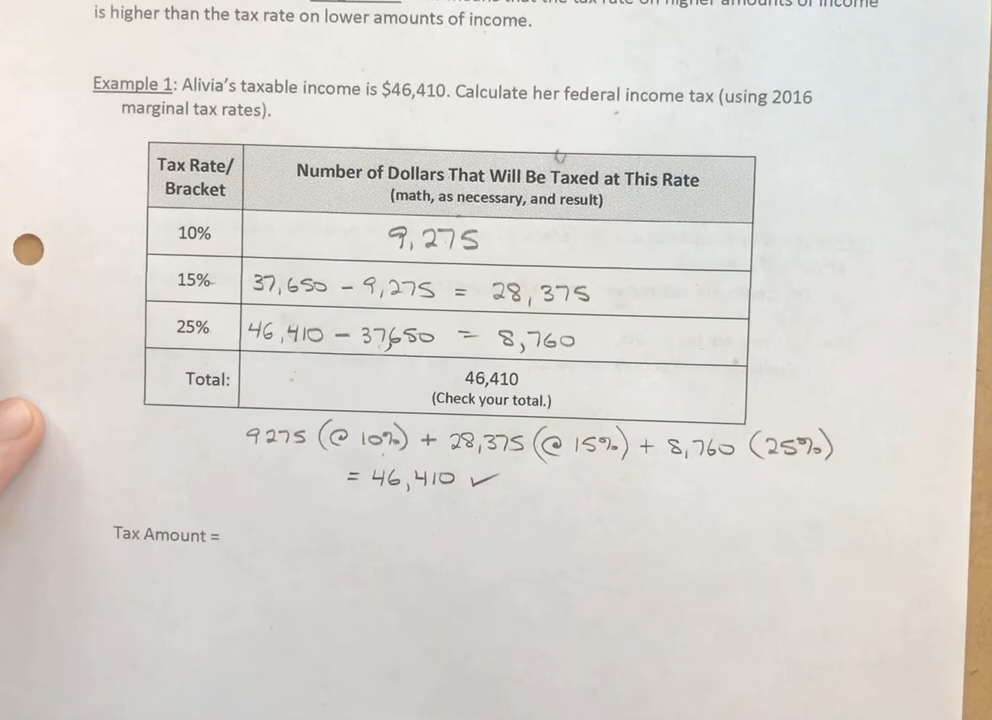 is higher than the tax rate on lower amounts of income.
Example 1: Alivia's taxable income is $46,410. Calculate her federal income tax (using 2016
marginal tax rates).
Tax Rate/
Bracket
Number of Dollars That Will Be Taxed at This Rate
(math, as necessary, and result)
10%
9,275
15%
37,650 - 9,275 = 28,375
25%
46,410 - 37,650 = 8,760
Total:
46,410
(Check your total.)
9275 (@ 10%) + 28,375 (@ 15%) + 8,760 (25%)
= 46,410 ✓
Tax Amount =